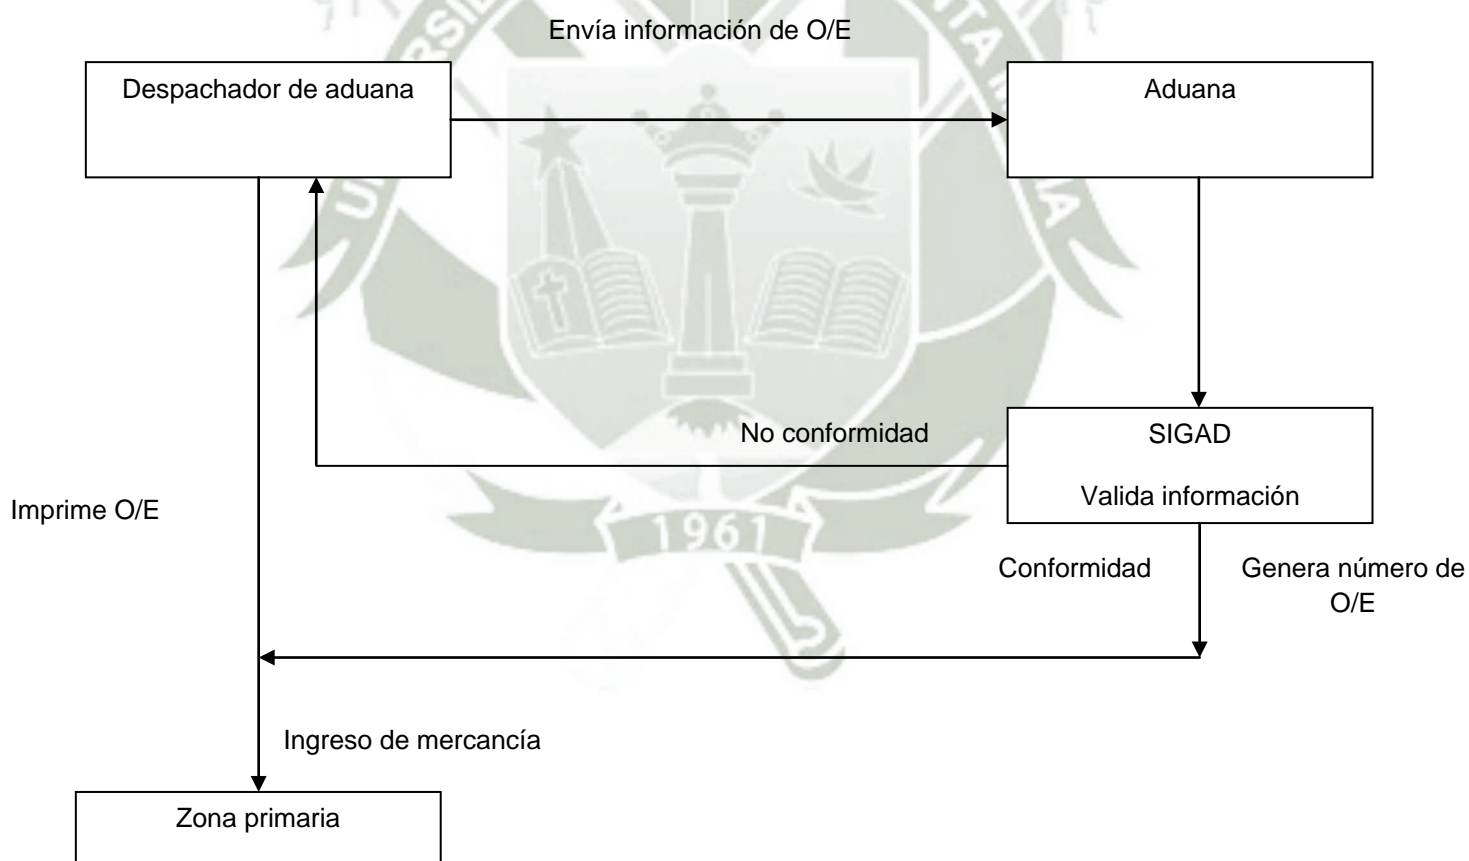 Envía información de O/E
Despachador de aduana
Aduana
No conformidad
SIGAD
Valida información
Imprime O/E
1961
Conformidad
Genera número de
O/E
Ingreso de mercancía
Zona primaria